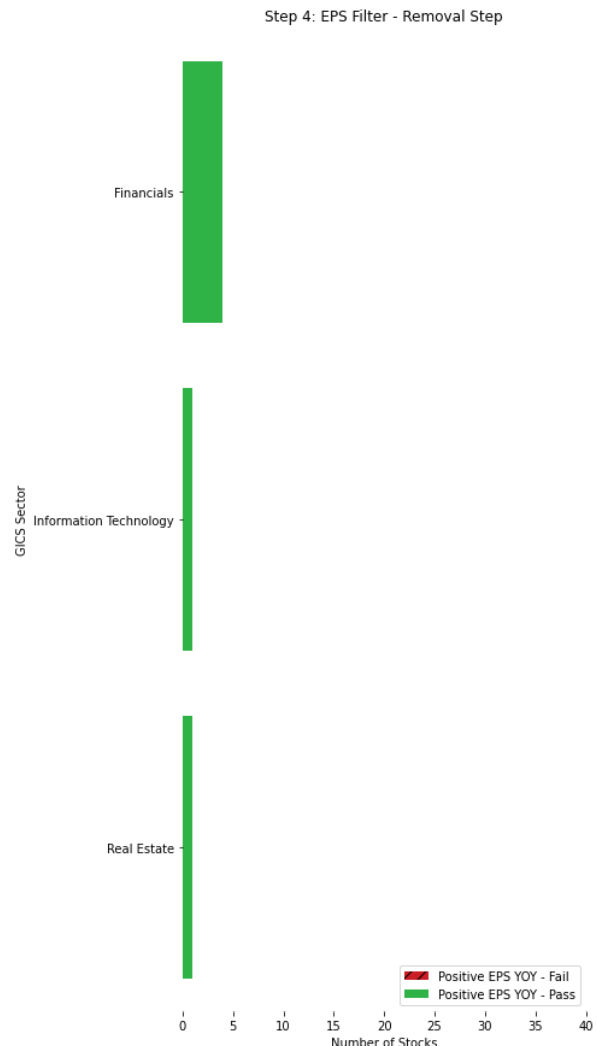 Step 4: EPS Filter - Removal Step
Financials
GICS Sector
Information Technology
Real Estate
Positive EPS YOY - Fail
Positive EPS YOY - Pass
0 5 10 15 20 25 30 35 40
Number of Stocks